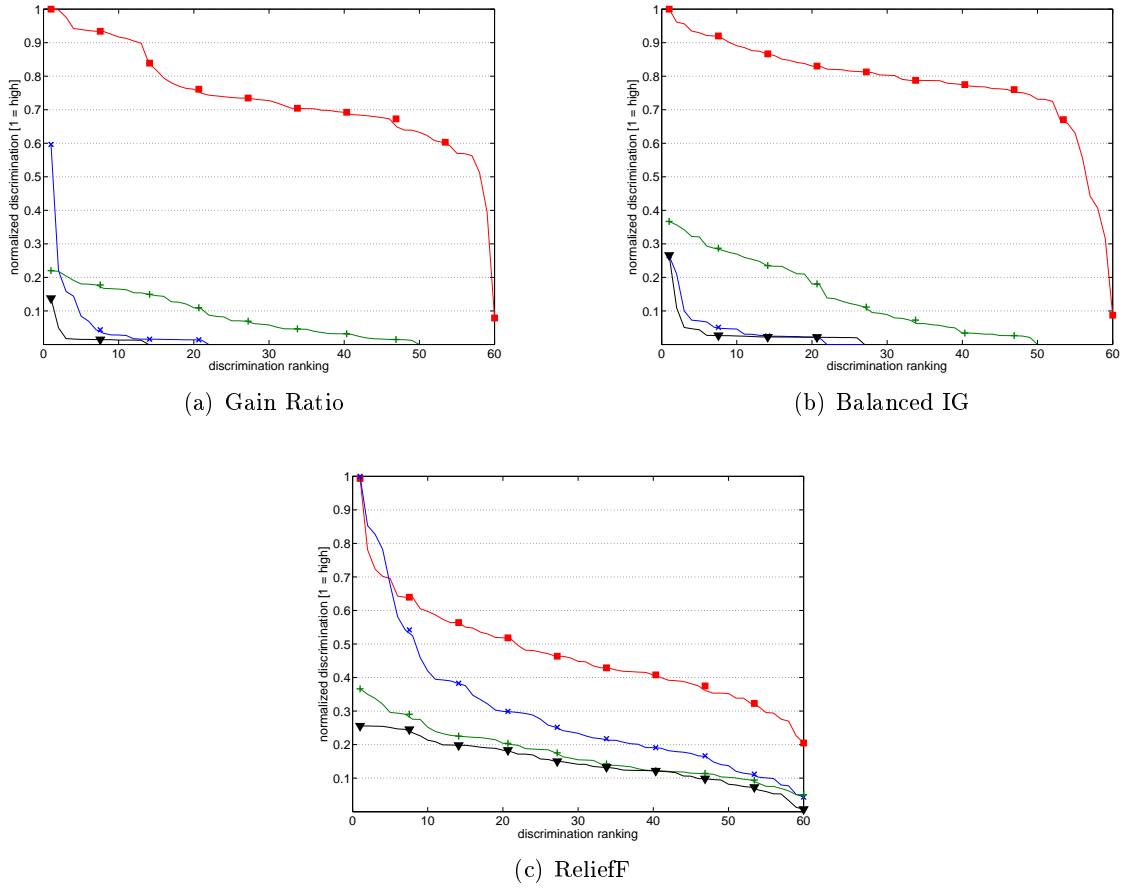 1
0.9
0.8
0.7
0.6
0.5
0.4
0.3
0.2
0.1
normalized discrimination [1 = high]
0 10 20 30 40 50 60
discrimination ranking
(a) Gain Ratio
1
0.9
0.8
0.7
0.6
0.5
0.4
0.3
0.2
0.1
normalized discrimination [1 = high]
0 10 20 30 40 50 60
discrimination ranking
(b) Balanced IG
1
0.9
0.8
0.7
0.6
0.5
0.4
0.3
0.2
0.1
normalized discrimination [1 = high]
0 10 20 30 40 50 60
discrimination ranking
(c) ReliefF